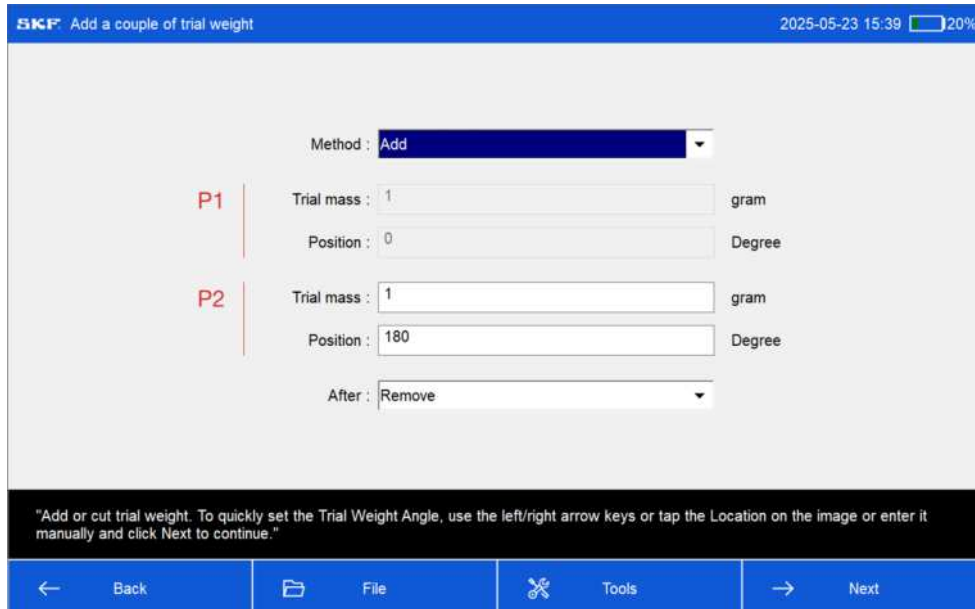 SKF. Add a couple of trial weight 2025-05-23 15:39 20%
Method : Add
P1 Trial mass : 1 gram
Position : 0 Degree
P2 Trial mass : 1 gram
Position : 180 Degree
After : Remove
"Add or cut trial weight. To quickly set the Trial Weight Angle, use the left/right arrow keys or tap the Location on the image or enter it
manually and click Next to continue."
Back File Tools Next